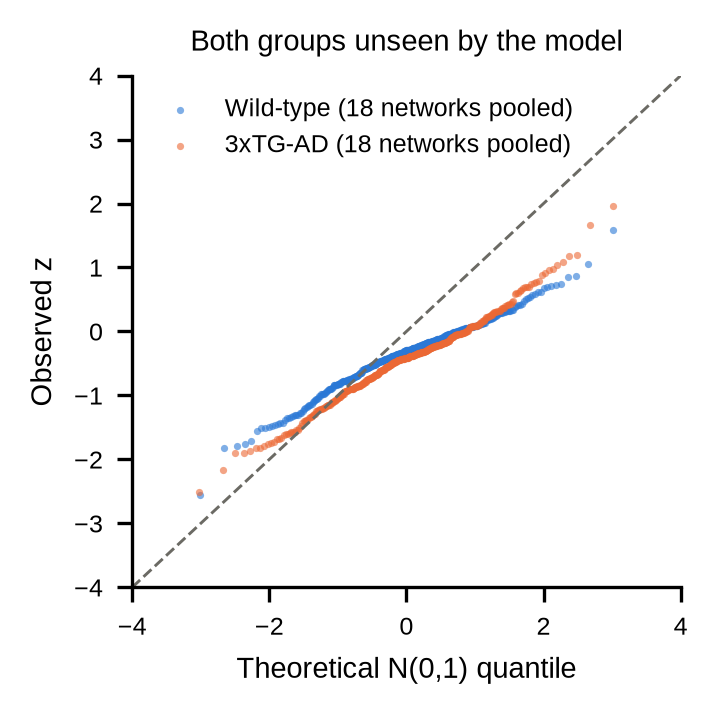 Both groups unseen by the model
Wild-type (18 networks pooled)
3xTG-AD (18 networks pooled)
4
3
2
1
0
−1
−2
−3
−4
Observed z
−4
−2
0
2
4
Theoretical N(0,1) quantile